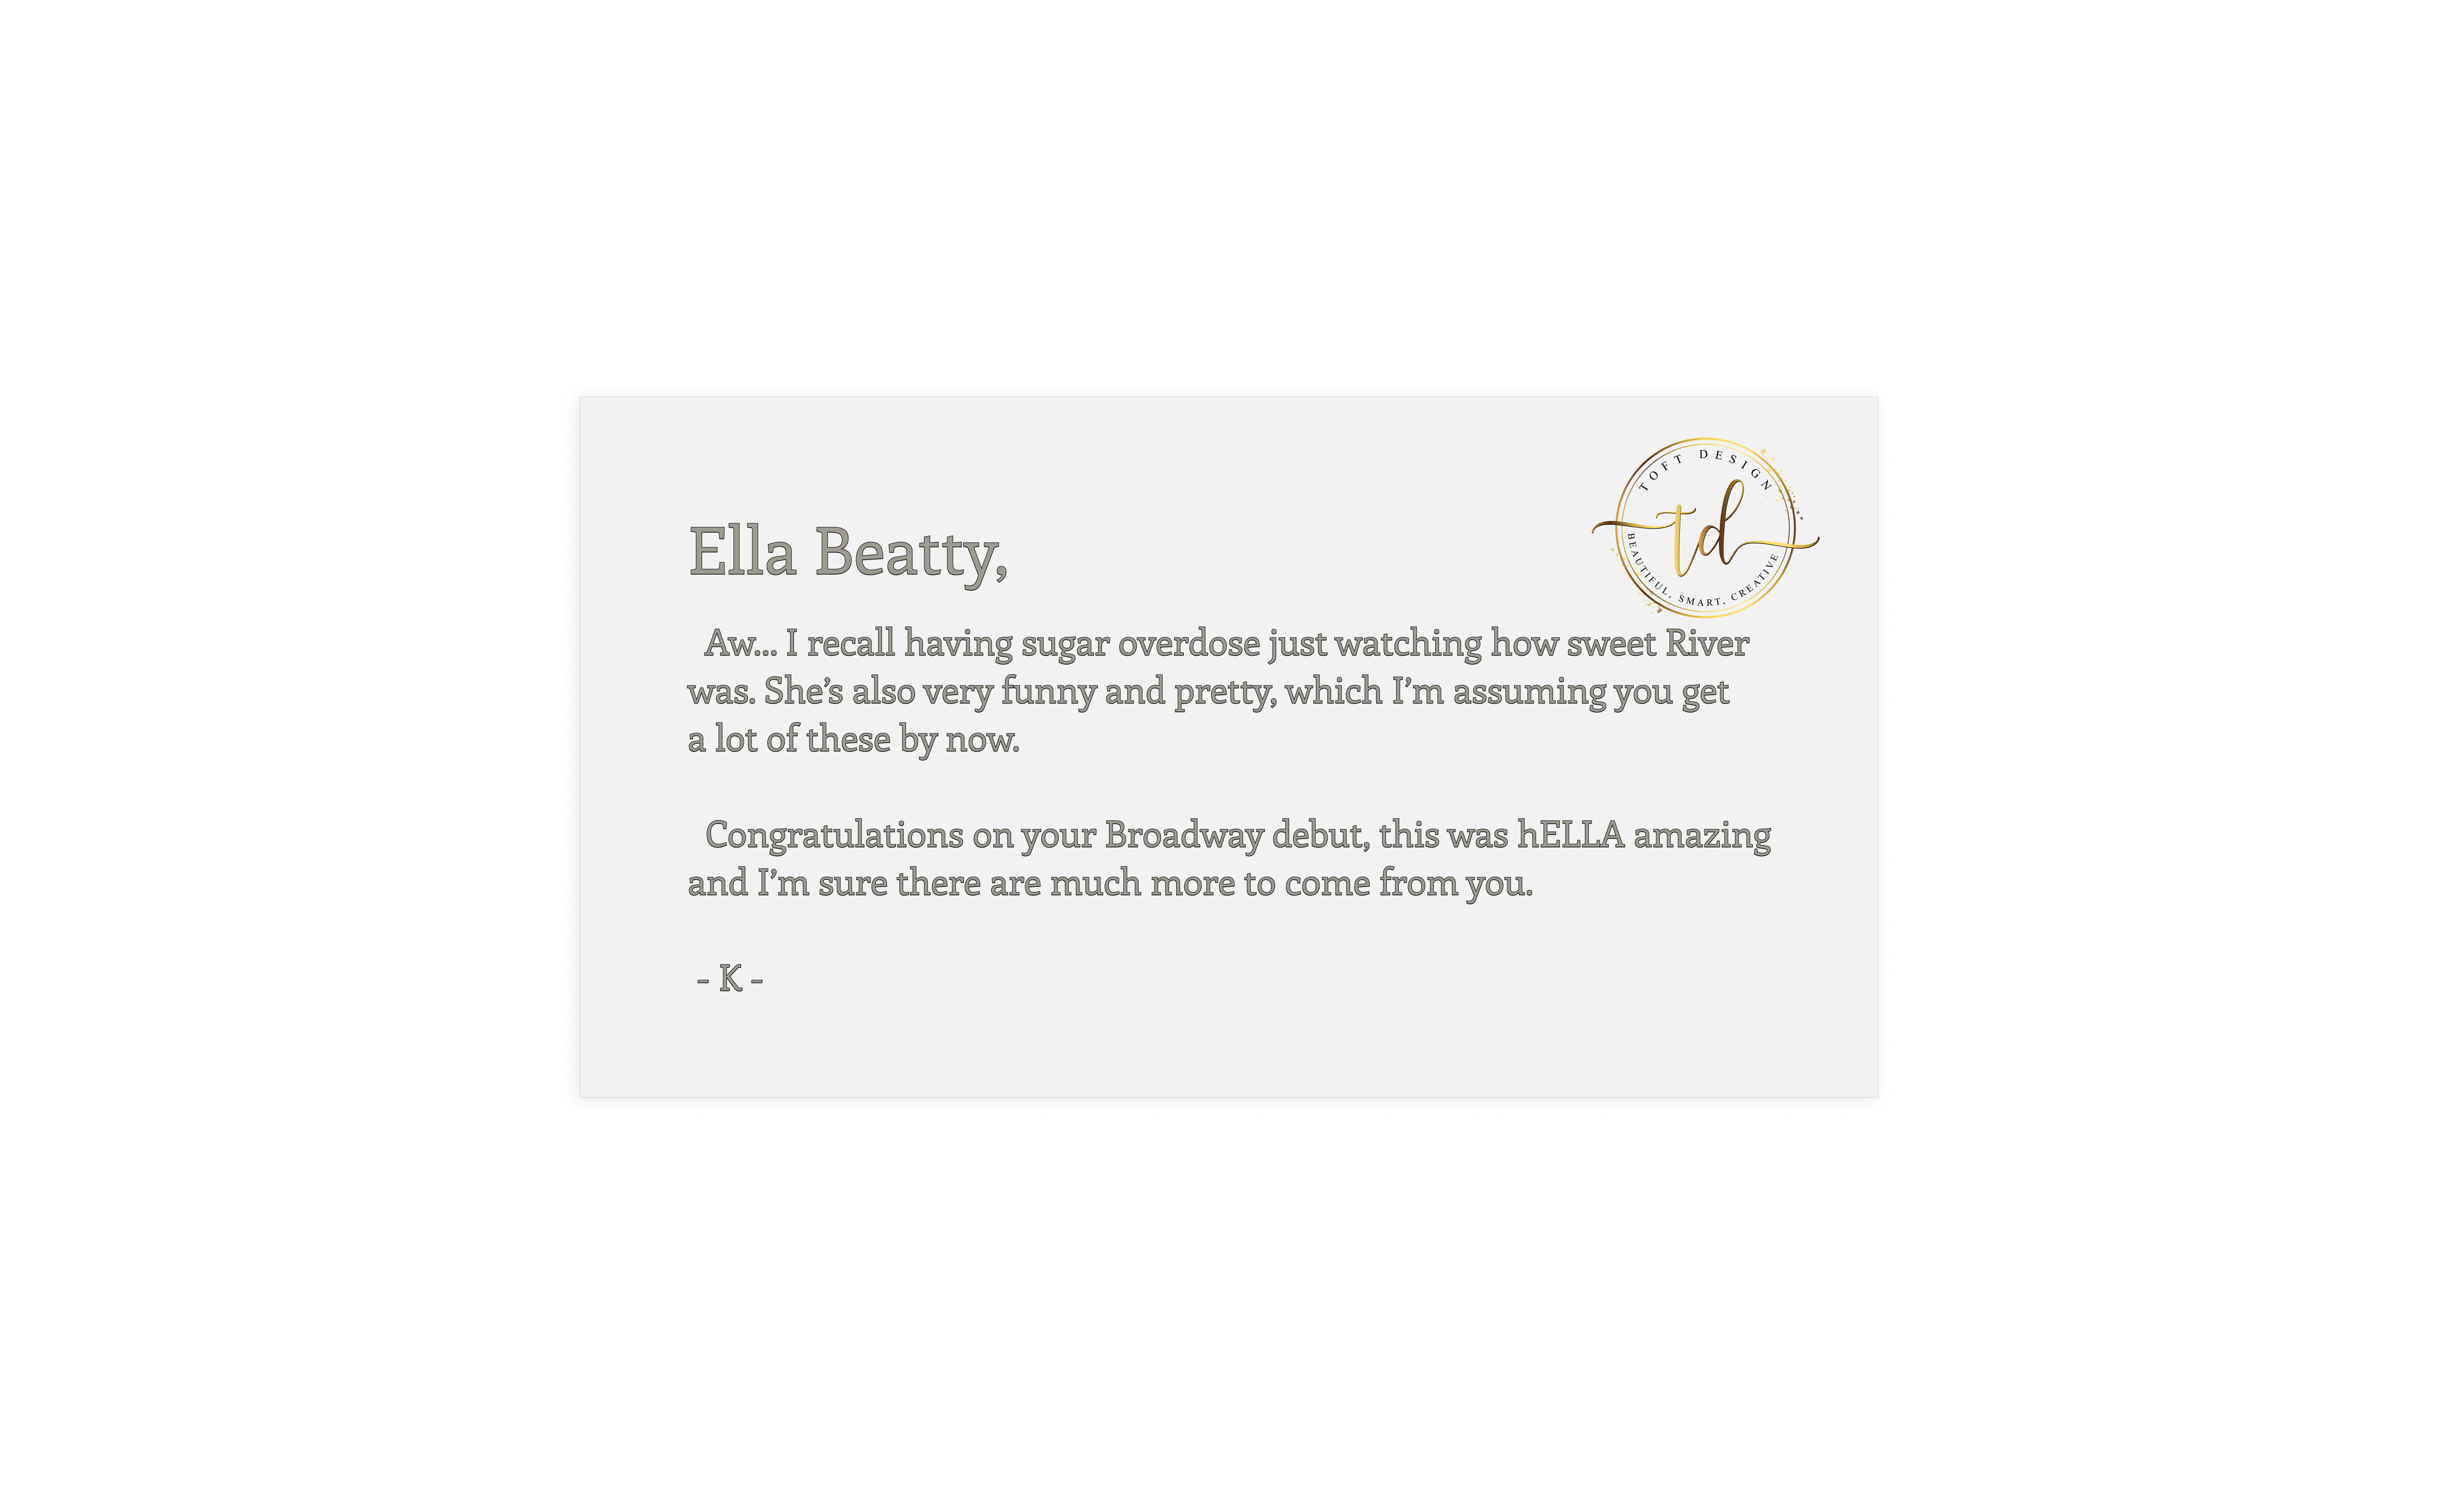 TOFT DESIGN
td
BEAUTIFUL, SMART, CREATIVE
Ella Beatty,
Aw... I recall having sugar overdose just watching how sweet River
was. She’s also very funny and pretty, which I’m assuming you get
a lot of these by now.
Congratulations on your Broadway debut, this was hELLA amazing
and I’m sure there are much more to come from you.
- K -